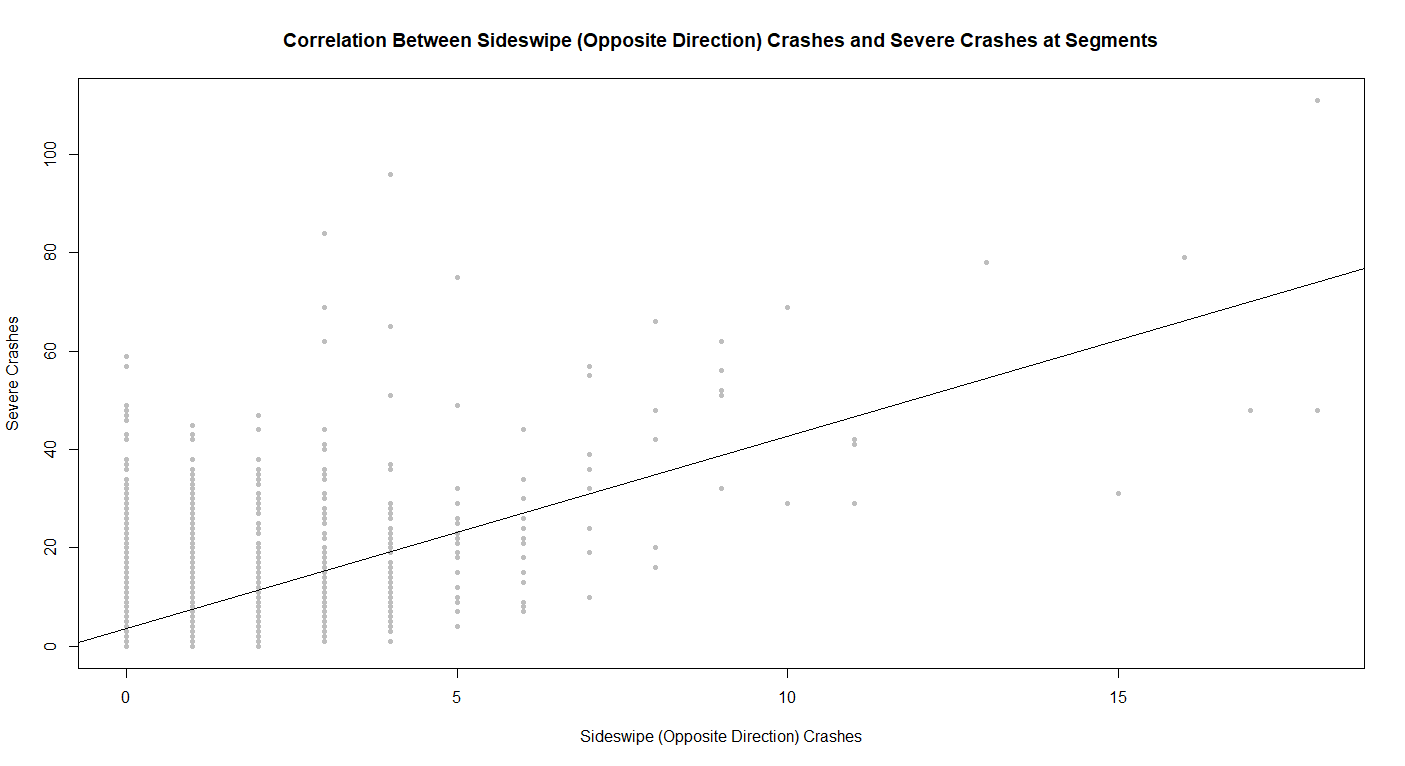 Correlation Between Sideswipe (Opposite Direction) Crashes and Severe Crashes at Segments
100
80
60
40
20
0
Severe Crashes
0 5 10 15
Sideswipe (Opposite Direction) Crashes